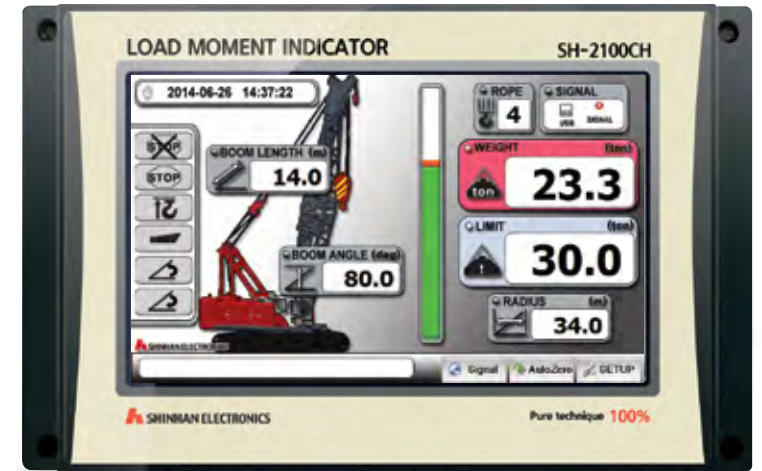 LOAD MOMENT INDICATOR
SH-2100CH
2014-06-26 14:37:22
ROPE
4
SIGNAL
USB
SIGNAL
STOP
STOP
BOOM LENGTH (m)
14.0
WEIGHT (ton)
ton
23.3
LIMIT (ton)
30.0
BOOM ANGLE (deg)
80.0
RADIUS (m)
34.0
SHINHAN ELECTRONICS
Signal
AutoZero
SETUP
SHINHAN ELECTRONICS
Pure technique 100%